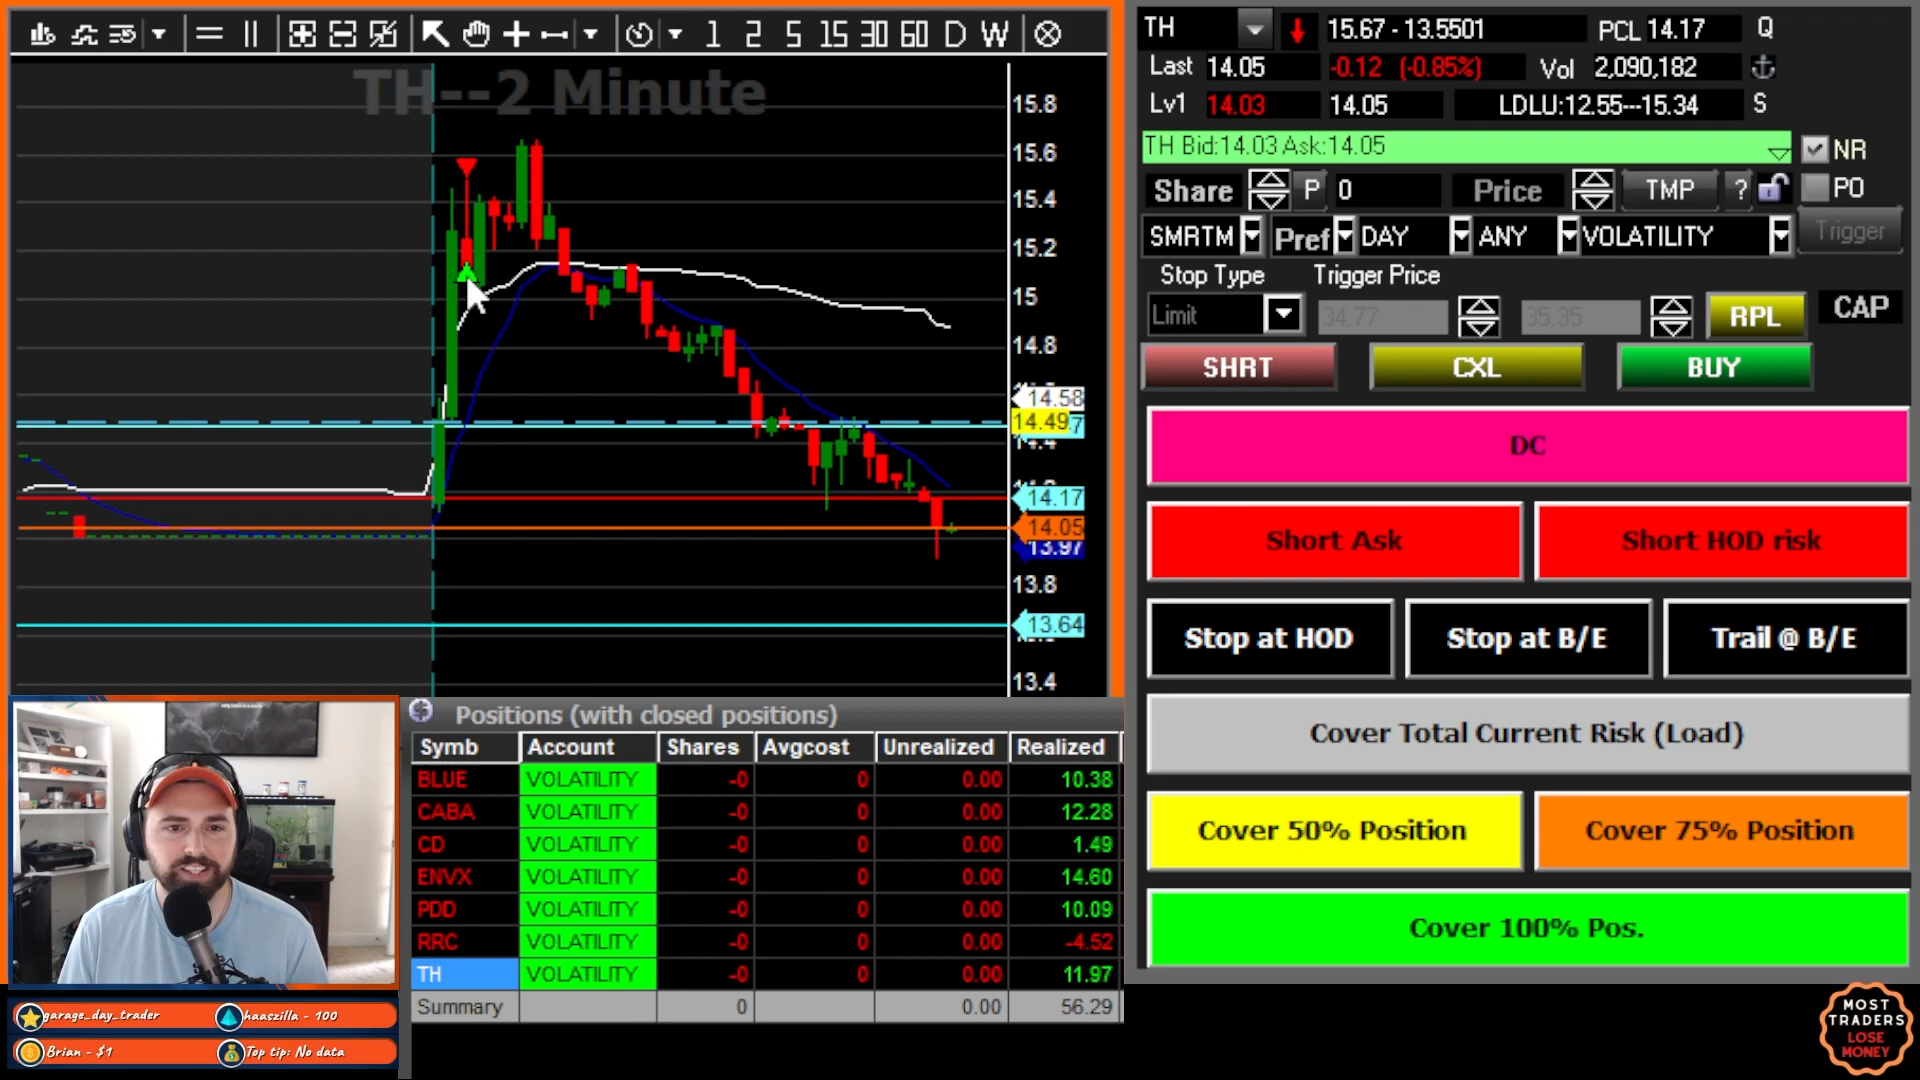 1 2 5 15 30 60 D W
TH--2 Minute
15.8
15.6
15.4
15.2
15
14.8
14.58
14.49
14.4
14.17
14.05
13.97
13.8
13.64
13.4
TH
15.67 - 13.5501
PCL 14.17
Q
Last 14.05
-0.12 (-0.85%)
Vol 2,090,182
Lv1 14.03
14.05
LDLU:12.55---15.34
S
TH Bid:14.03 Ask:14.05
NR
Share
P
0
Price
TMP
?
PO
SMRTM
Pref
DAY
ANY
VOLATILITY
Trigger
Stop Type
Trigger Price
Limit
34.77
35.35
RPL
CAP
SHRT
CXL
BUY
DC
Short Ask
Short HOD risk
Stop at HOD
Stop at B/E
Trail @ B/E
Cover Total Current Risk (Load)
Cover 50% Position
Cover 75% Position
Cover 100% Pos.
Positions (with closed positions)
Symb Account Shares Avgcost Unrealized Realized
BLUE VOLATILITY -0 0 0.00 10.38
CABA VOLATILITY -0 0 0.00 12.28
CD VOLATILITY -0 0 0.00 1.49
ENVX VOLATILITY -0 0 0.00 14.60
PDD VOLATILITY -0 0 0.00 10.09
RRC VOLATILITY -0 0 0.00 -4.52
TH VOLATILITY -0 0 0.00 11.97
Summary 0 0.00 56.29
garage_day_trader
haaszilla - 100
Brian - $1
Top tip: No data
MOST
TRADERS
LOSE
MONEY